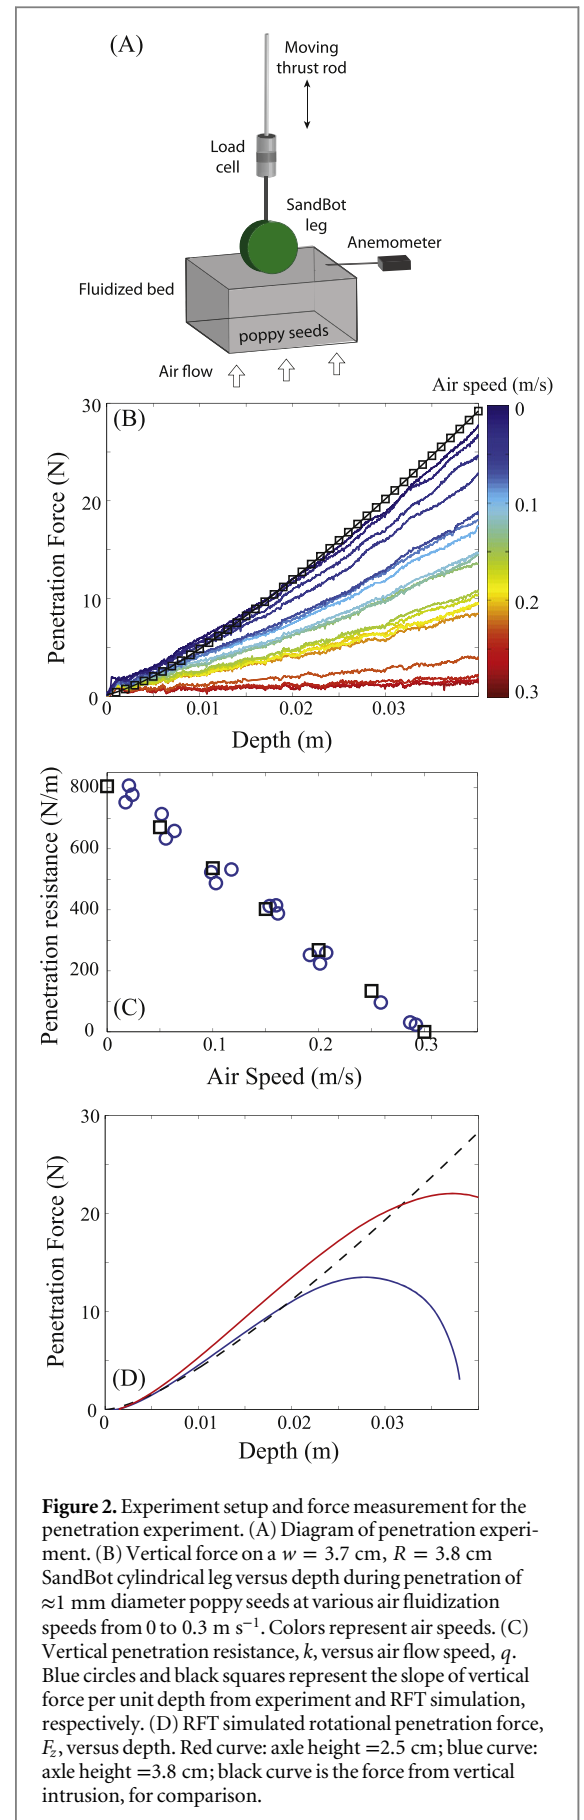 (A)
Moving
thrust rod
Load
cell
SandBot
leg
Anemometer
Fluidized bed
poppy seeds
Air flow
Air speed (m/s)
(B)
30
20
10
0
Penetration Force (N)
0
0.01
0.02
0.03
Depth (m)
0
0.1
0.2
0.3
800
600
400
200
0
Penetration resistance (N/m)
(C)
0
0.1
0.2
0.3
Air Speed (m/s)
30
20
10
0
Penetration Force (N)
(D)
0
0.01
0.02
0.03
Depth (m)
Figure 2. Experiment setup and force measurement for the
penetration experiment. (A) Diagram of penetration experi-
ment. (B) Vertical force on a w = 3.7 cm, R = 3.8 cm
SandBot cylindrical leg versus depth during penetration of
≈1 mm diameter poppy seeds at various air fluidization
speeds from 0 to 0.3 m s⁻¹. Colors represent air speeds. (C)
Vertical penetration resistance, k, versus air flow speed, q.
Blue circles and black squares represent the slope of vertical
force per unit depth from experiment and RFT simulation,
respectively. (D) RFT simulated rotational penetration force,
F_z, versus depth. Red curve: axle height =2.5 cm; blue curve:
axle height =3.8 cm; black curve is the force from vertical
intrusion, for comparison.